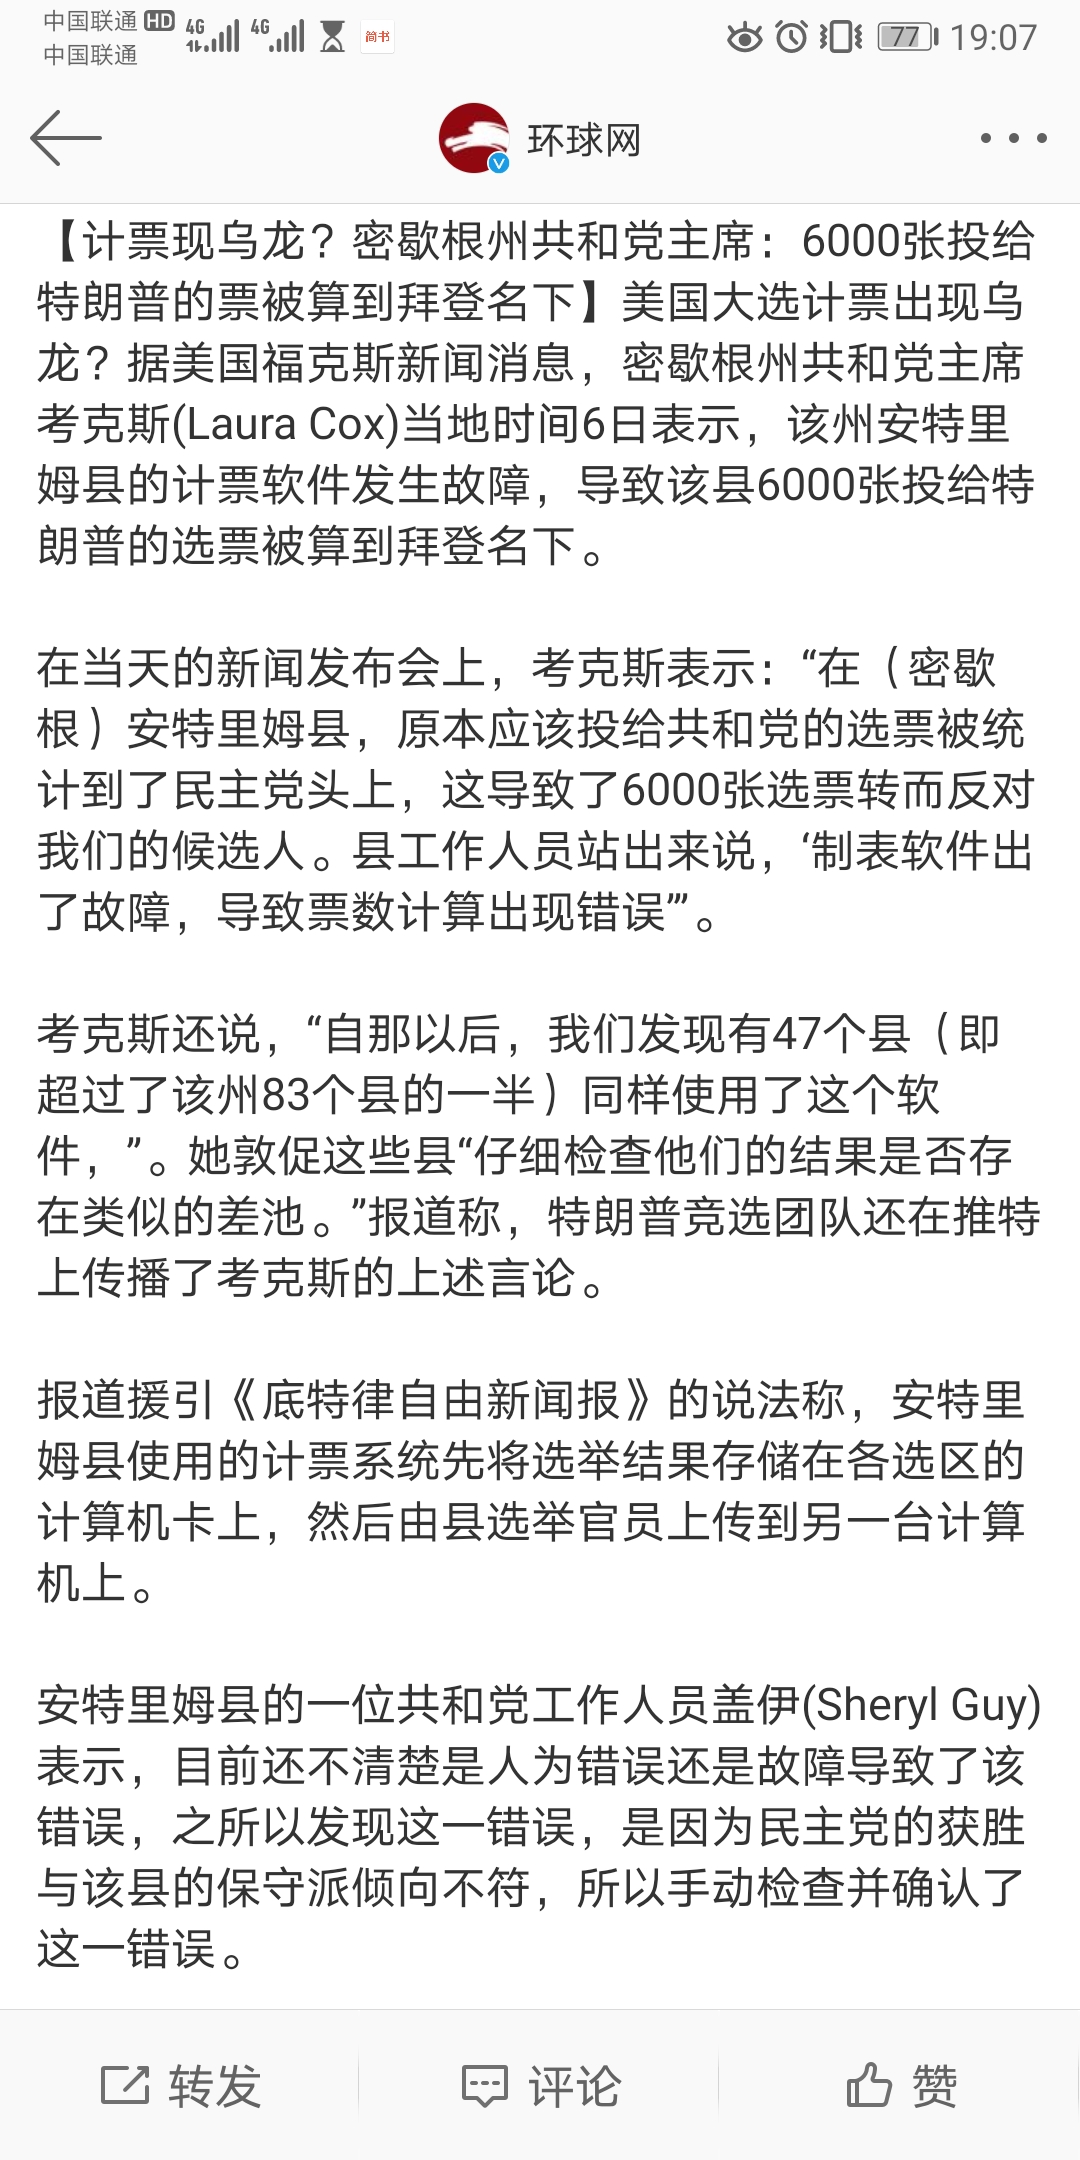 中国联通 HD 4G 4G 简书 77 19:07
中国联通
环球网
【计票现乌龙？密歇根州共和党主席：6000张投给
特朗普的票被算到拜登名下】美国大选计票出现乌
龙？据美国福克斯新闻消息，密歇根州共和党主席
考克斯(Laura Cox)当地时间6日表示，该州安特里
姆县的计票软件发生故障，导致该县6000张投给特
朗普的选票被算到拜登名下。
在当天的新闻发布会上，考克斯表示：“在（密歇
根）安特里姆县，原本应该投给共和党的选票被统
计到了民主党头上，这导致了6000张选票转而反对
我们的候选人。县工作人员站出来说，‘制表软件出
了故障，导致票数计算出现错误’”。
考克斯还说，“自那以后，我们发现有47个县（即
超过了该州83个县的一半）同样使用了这个软
件，”。她敦促这些县“仔细检查他们的结果是否存
在类似的差池。”报道称，特朗普竞选团队还在推特
上传播了考克斯的上述言论。
报道援引《底特律自由新闻报》的说法称，安特里
姆县使用的计票系统先将选举结果存储在各选区的
计算机卡上，然后由县选举官员上传到另一台计算
机上。
安特里姆县的一位共和党工作人员盖伊(Sheryl Guy)
表示，目前还不清楚是人为错误还是故障导致了该
错误，之所以发现这一错误，是因为民主党的获胜
与该县的保守派倾向不符，所以手动检查并确认了
这一错误。
转发 评论 赞